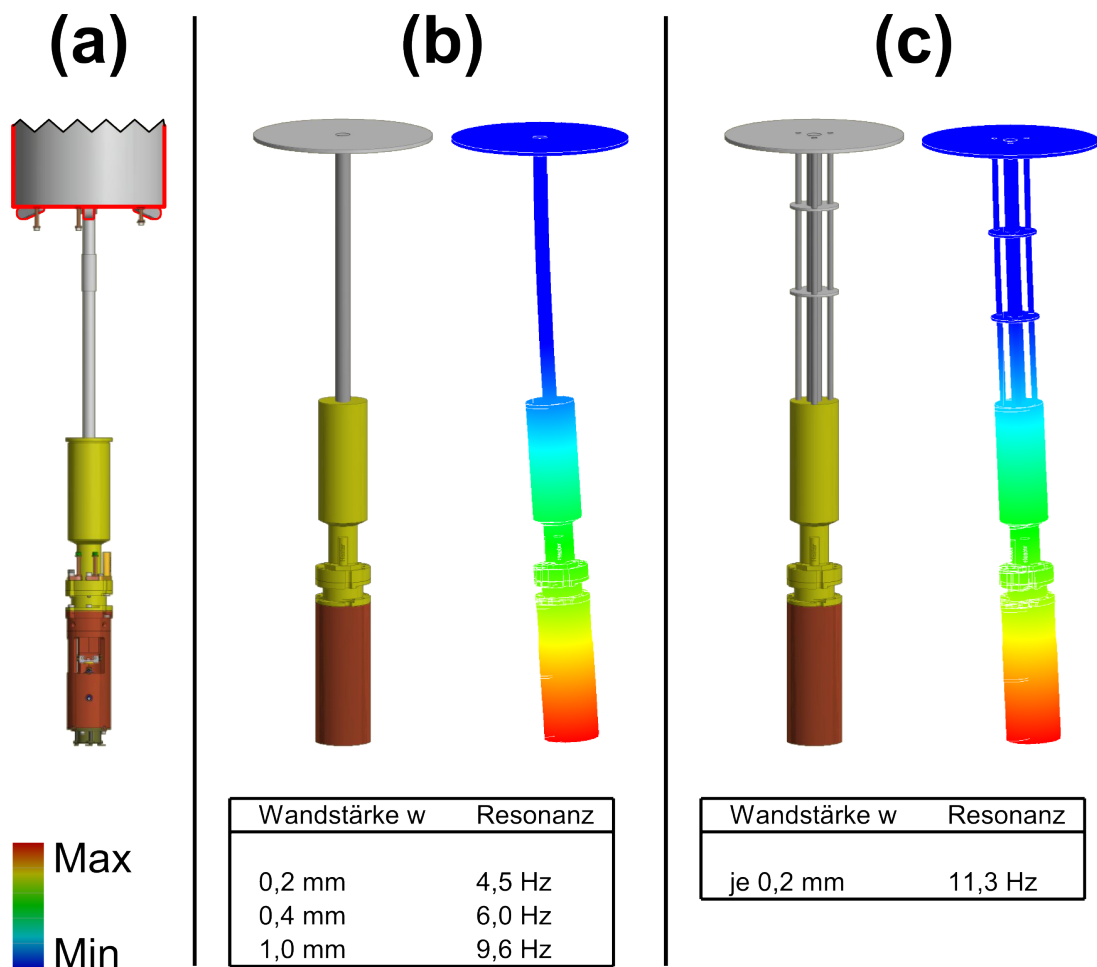 (a)
(b)
(c)
Max
Min
Wandstärke w Resonanz
0,2 mm 4,5 Hz
0,4 mm 6,0 Hz
1,0 mm 9,6 Hz
Wandstärke w Resonanz
je 0,2 mm 11,3 Hz